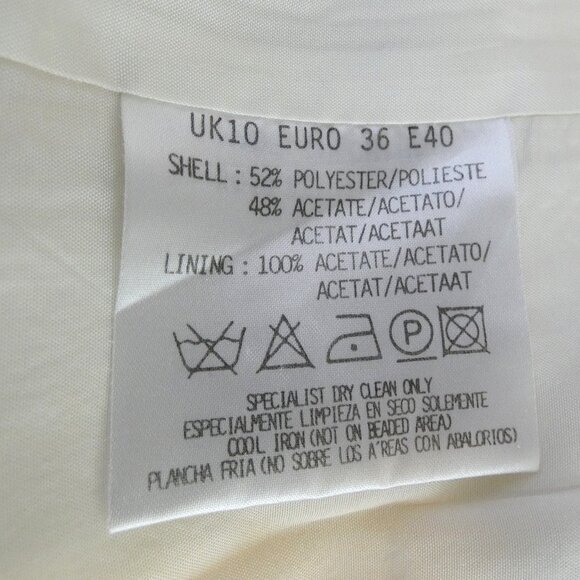 UK10 EURO 36 E40
SHELL : 52% POLYESTER/POLIESTE
48% ACETATE/ACETATO/
ACETAT/ACETAAT
LINING : 100% ACETATE/ACETATO/
ACETAT/ACETAAT
P
SPECIALIST DRY CLEAN ONLY
ESPECIALMENTE LIMPIEZA EN SECO SOLEMENTE
COOL IRON (NOT ON BEADED AREA)
PLANCHA FRIA (NO SOBRE LOS A'REAS CON ABALORIOS)